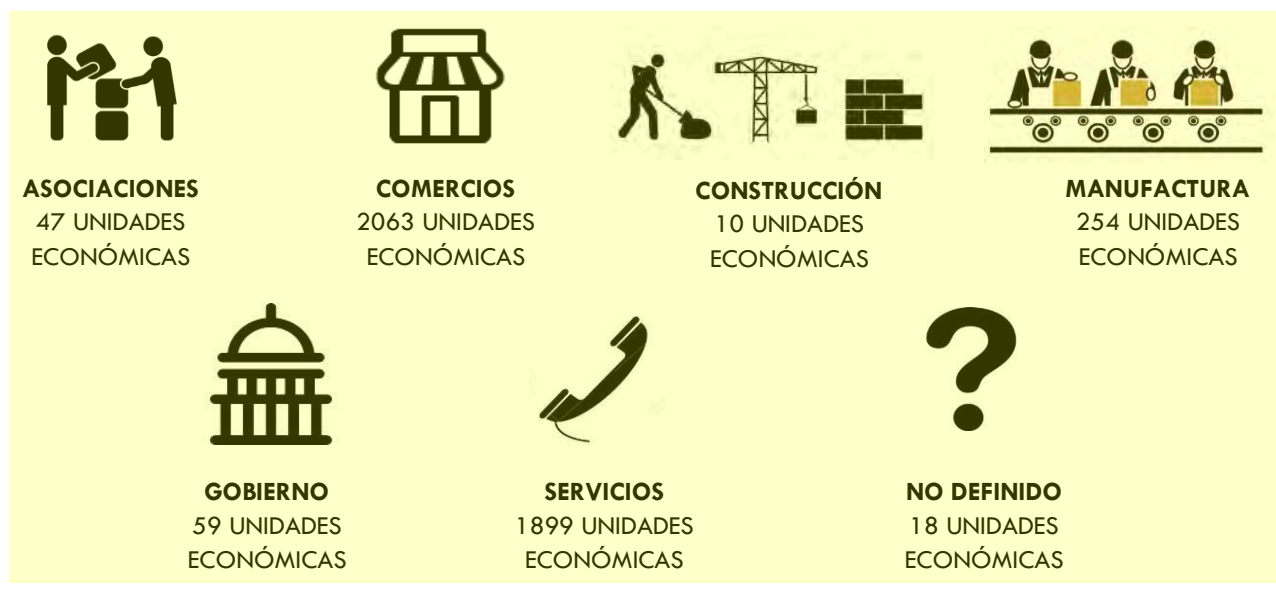 ASOCIACIONES
47 UNIDADES
ECONÓMICAS
COMERCIOS
2063 UNIDADES
ECONÓMICAS
CONSTRUCCIÓN
10 UNIDADES
ECONÓMICAS
MANUFACTURA
254 UNIDADES
ECONÓMICAS
GOBIERNO
59 UNIDADES
ECONÓMICAS
SERVICIOS
1899 UNIDADES
ECONÓMICAS
NO DEFINIDO
18 UNIDADES
ECONÓMICAS